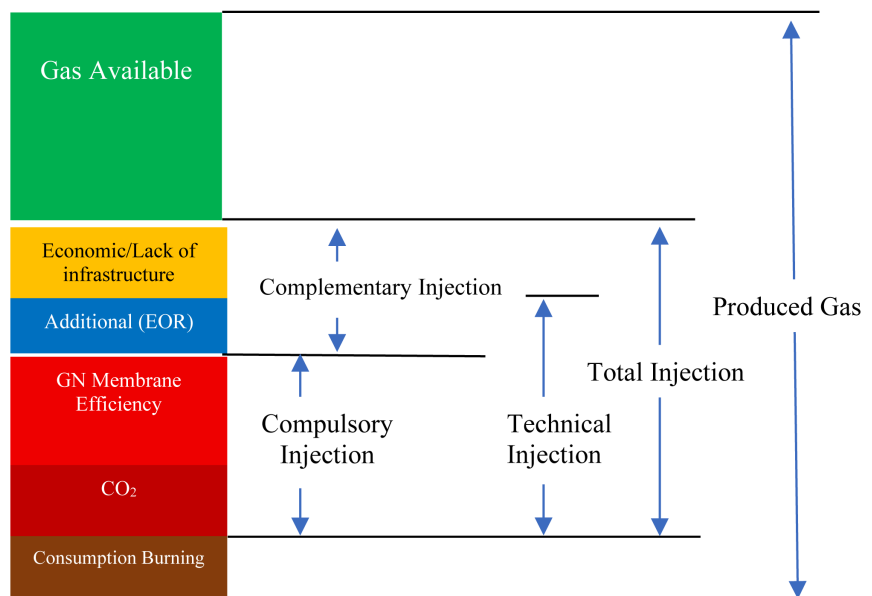 Gas Available
Economic/Lack of
infrastructure
Additional (EOR)
GN Membrane
Efficiency
CO₂
Consumption Burning
Complementary Injection
Compulsory
Injection
Technical
Injection
Total Injection
Produced Gas